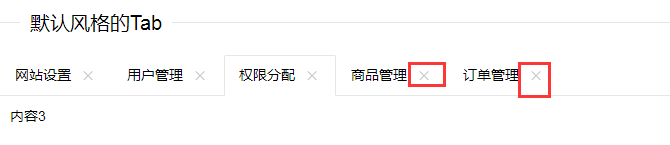 默认风格的Tab
网站设置 × 用户管理 × 权限分配 × 商品管理 × 订单管理 ×
内容3